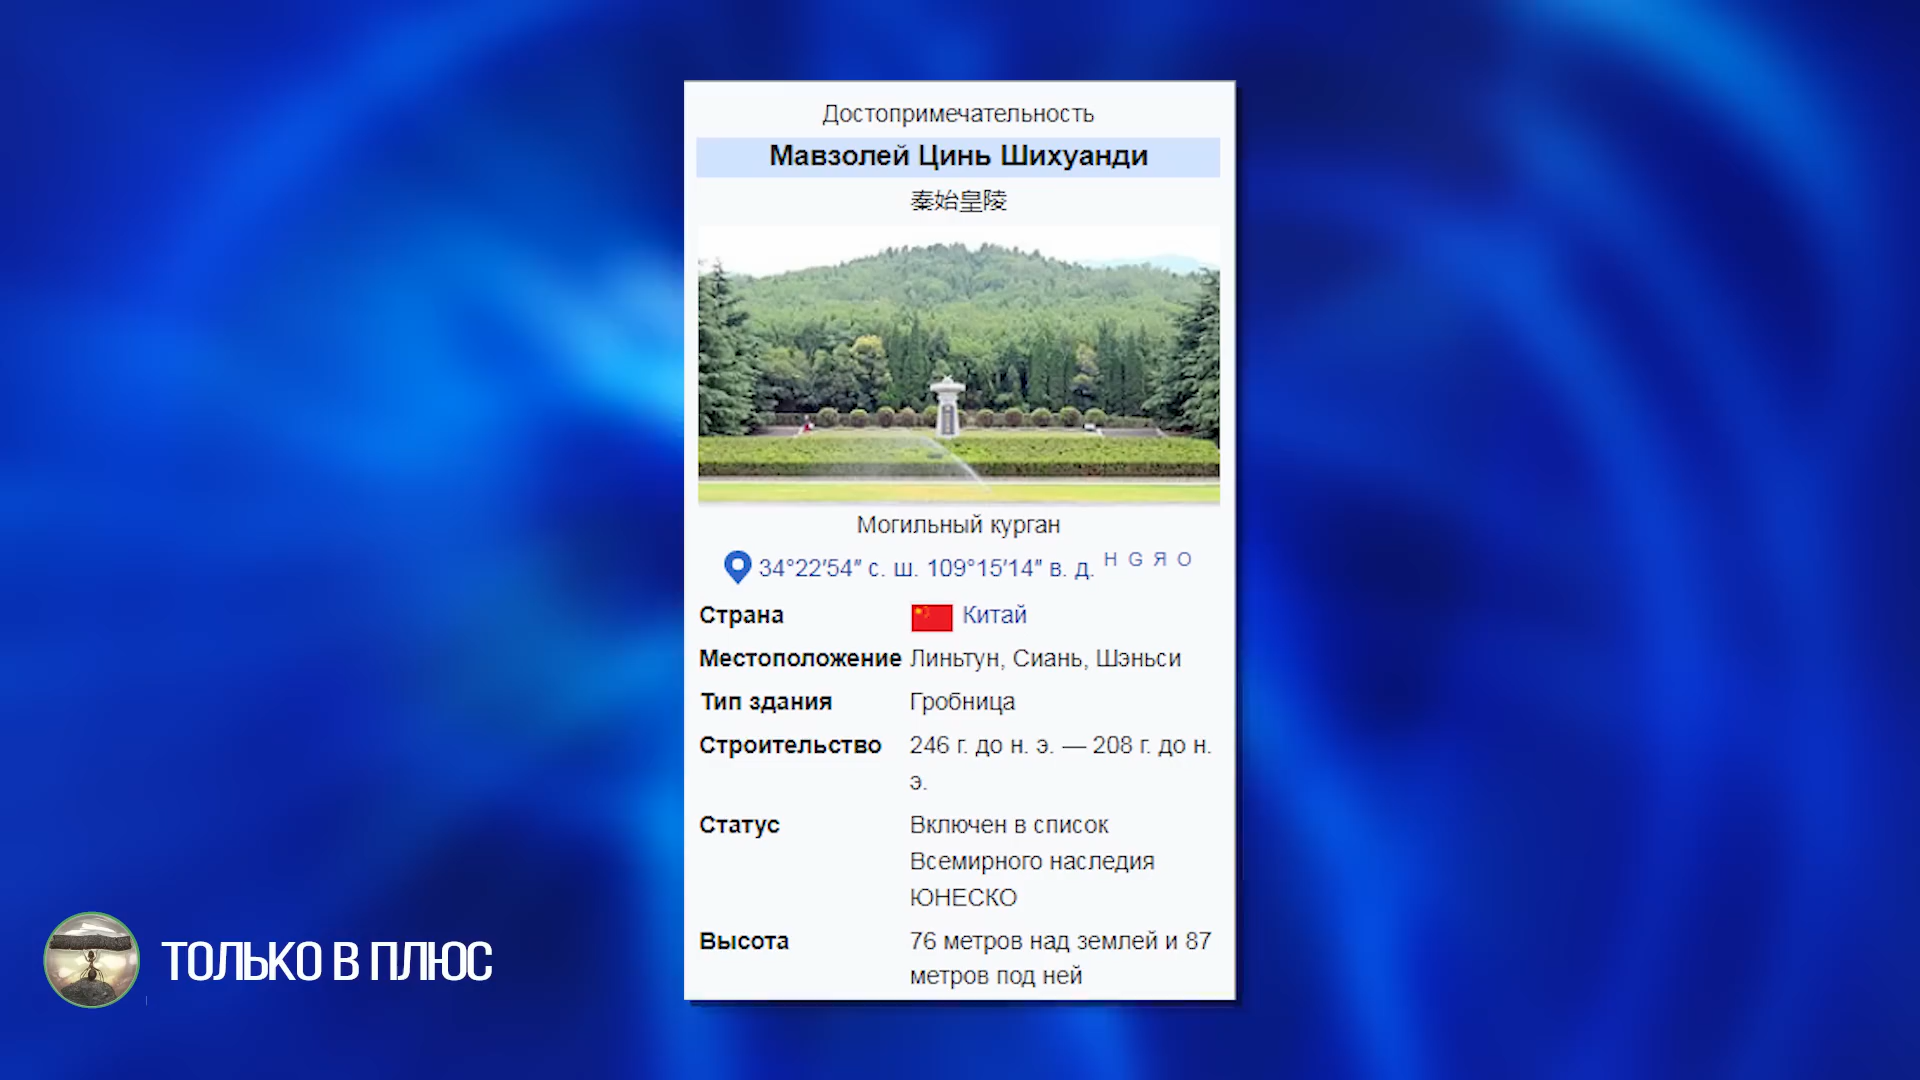 Достопримечательность
Мавзолей Цинь Шихуанди
秦始皇陵
Могильный курган
34°22′54″ с. ш. 109°15′14″ в. д. H G Я O
Страна Китай
Местоположение Линьтун, Сиань, Шэньси
Тип здания Гробница
Строительство 246 г. до н. э. — 208 г. до н.
э.
Статус Включен в список
Всемирного наследия
ЮНЕСКО
Высота 76 метров над землей и 87
метров под ней
ТОЛЬКО В ПЛЮС